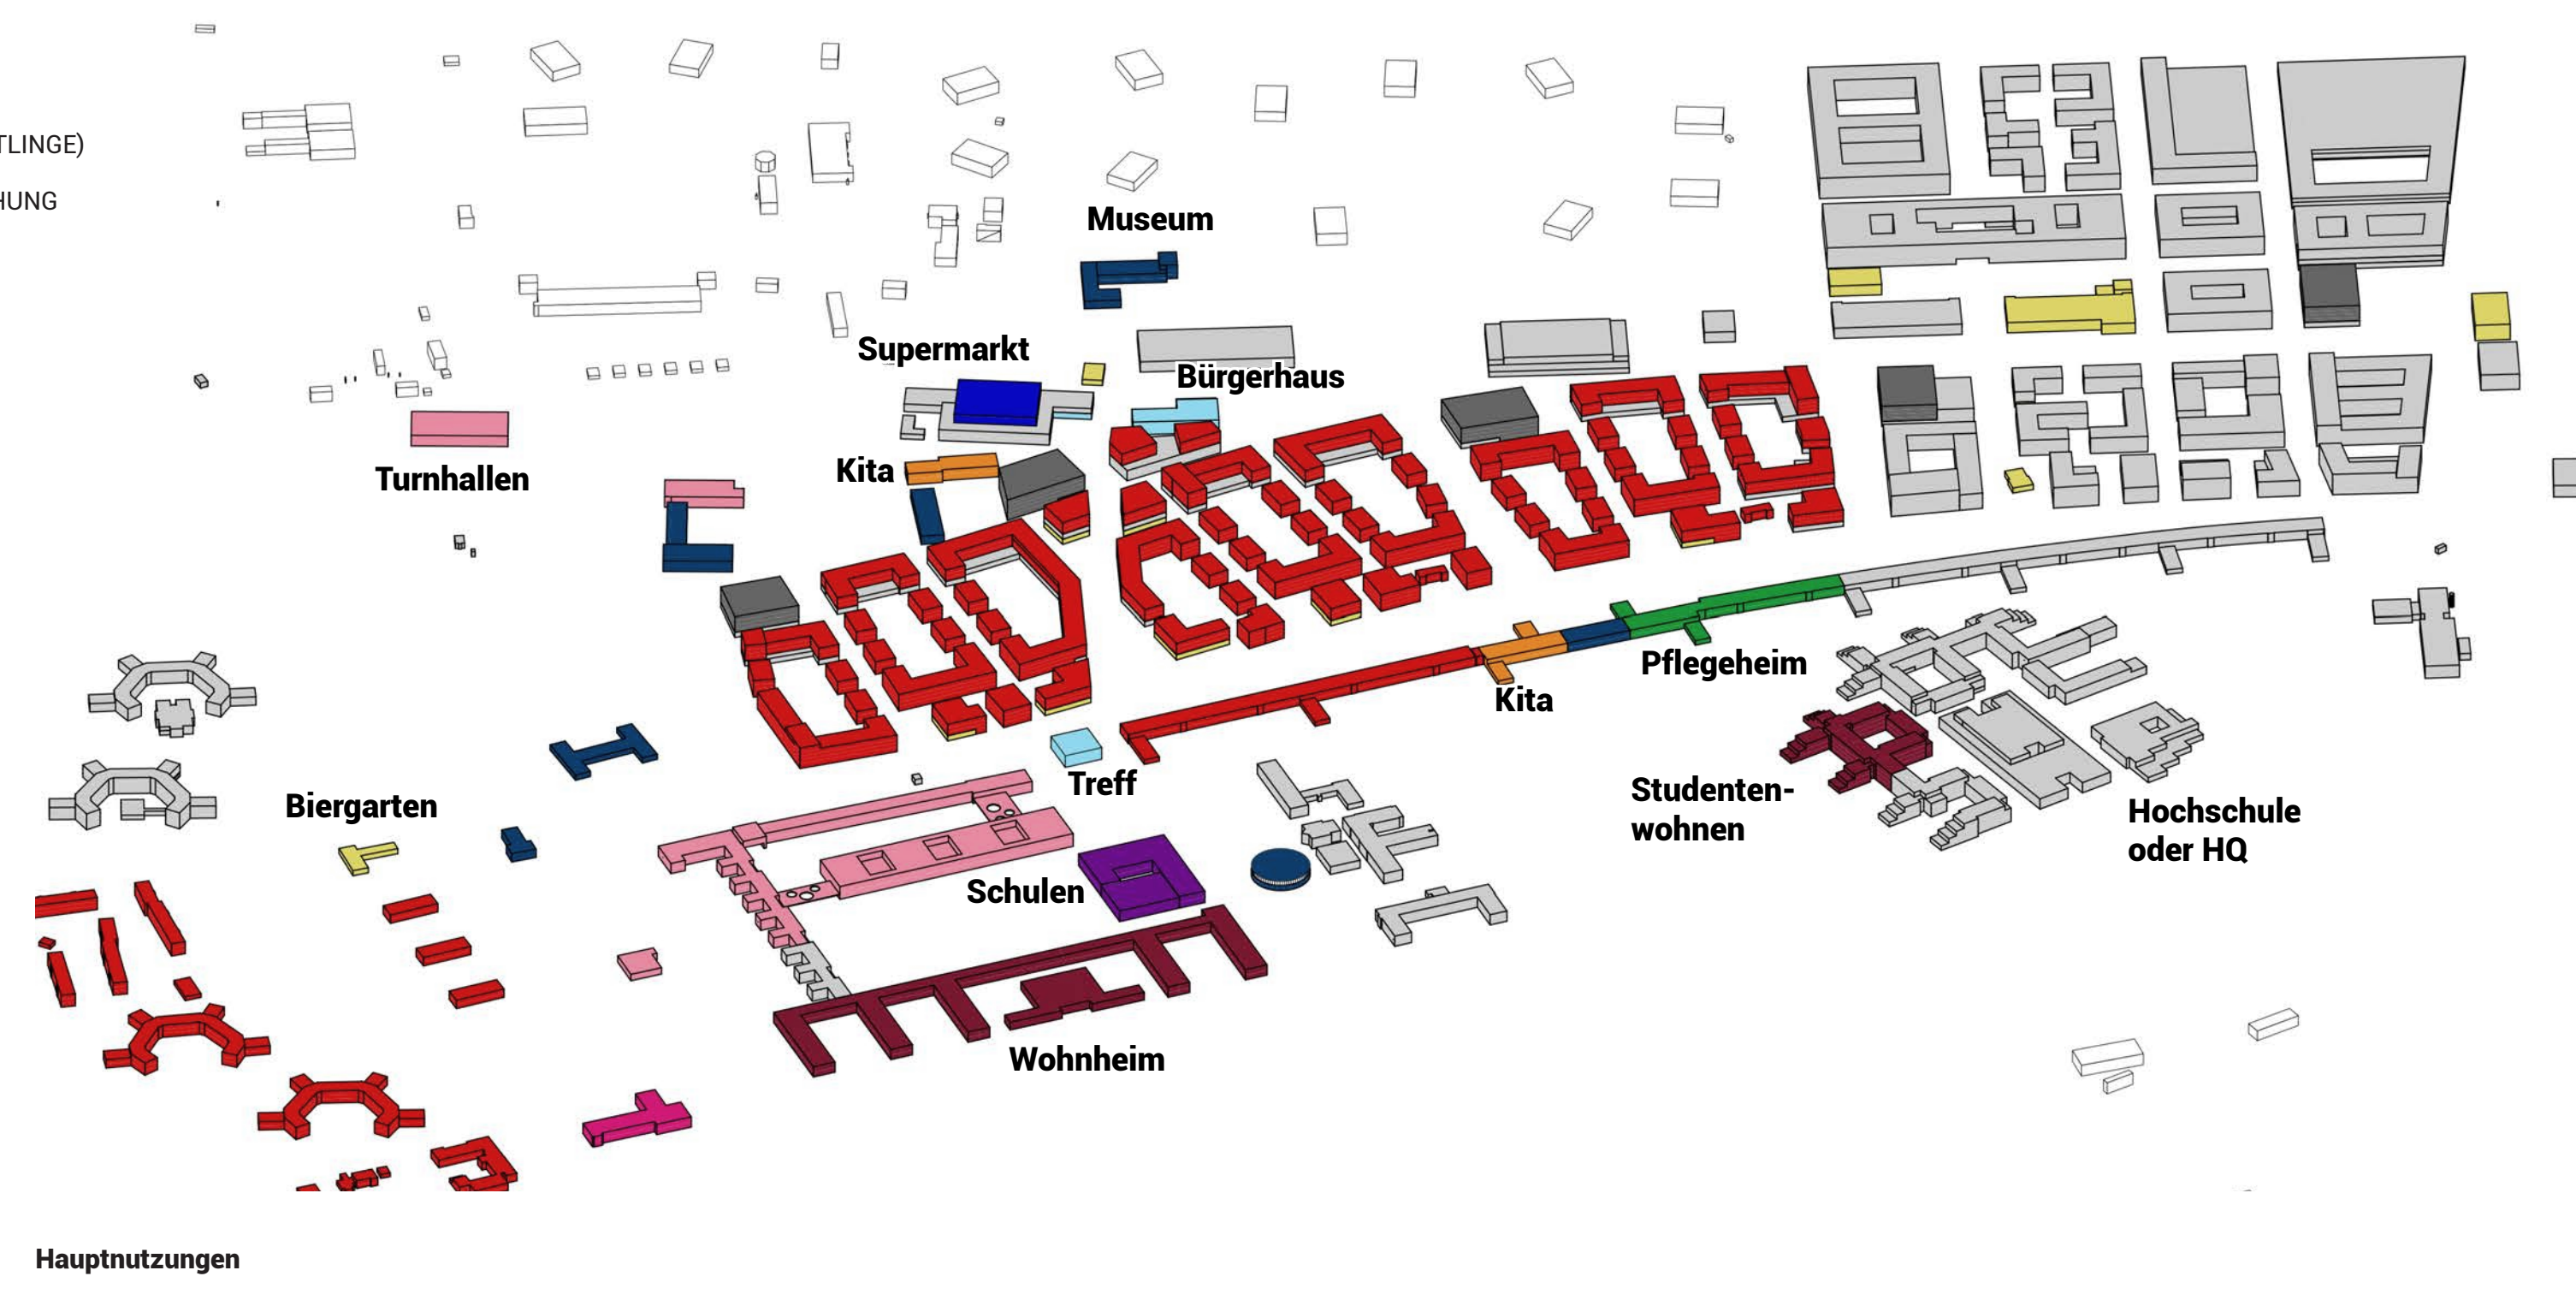 TLINGE)
HUNG
Museum
Supermarkt
Bürgerhaus
Kita
Turnhallen
Pflegeheim
Kita
Treff
Studenten-
wohnen
Hochschule
oder HQ
Biergarten
Schulen
Wohnheim
Hauptnutzungen